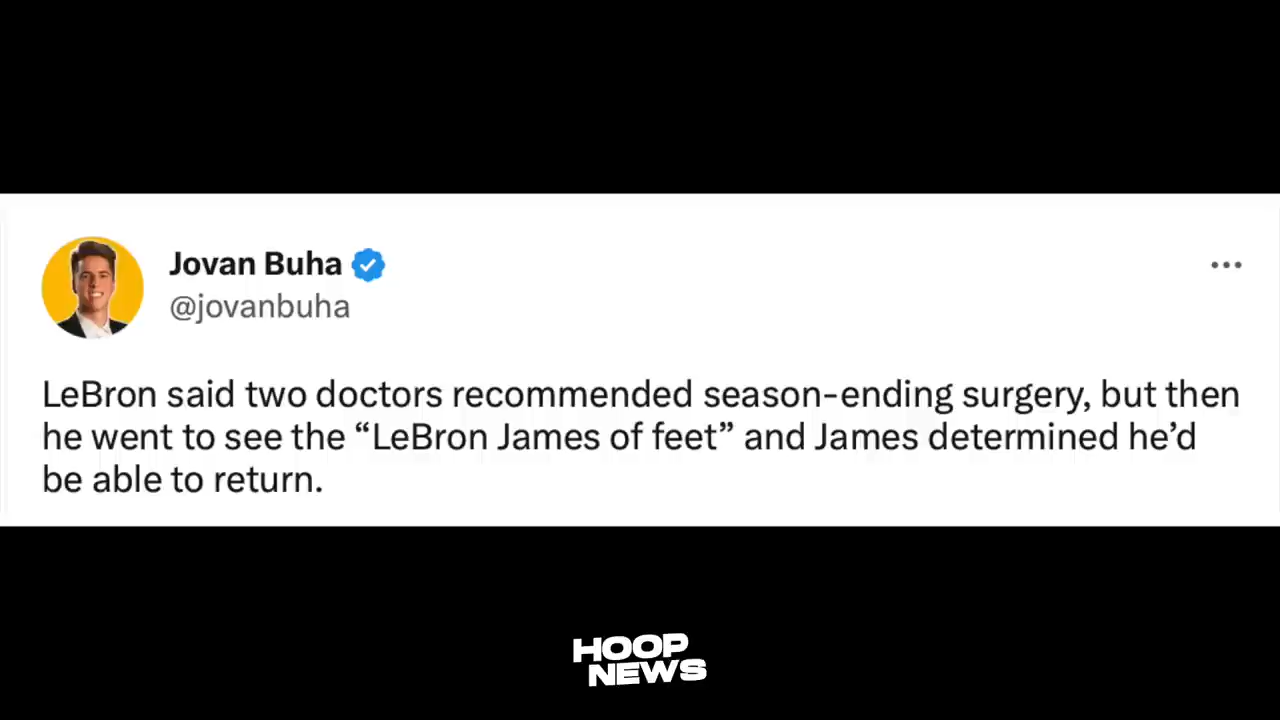 Jovan Buha
@jovanbuha
LeBron said two doctors recommended season-ending surgery, but then
he went to see the “LeBron James of feet” and James determined he’d
be able to return.
HOOP
NEWS